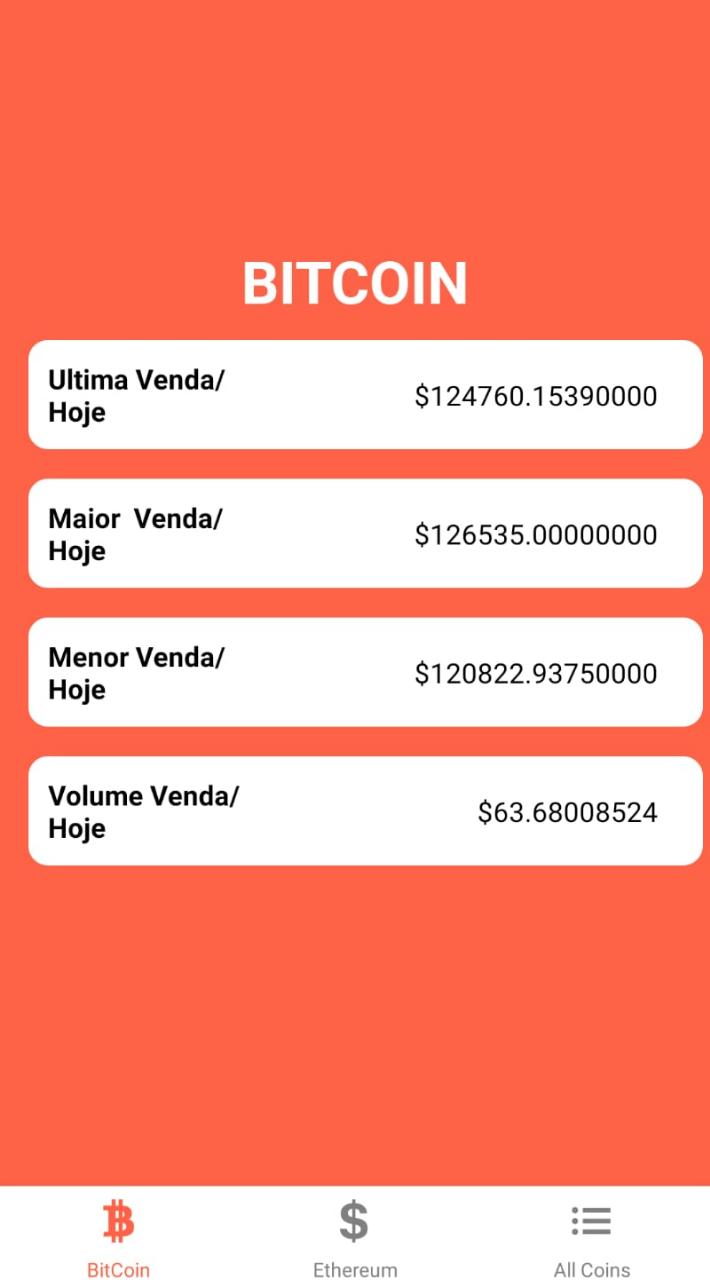 BITCOIN
Ultima Venda/
Hoje
$124760.15390000
Maior  Venda/
Hoje
$126535.00000000
Menor Venda/
Hoje
$120822.93750000
Volume Venda/
Hoje
$63.68008524
BitCoin
$
Ethereum
All Coins